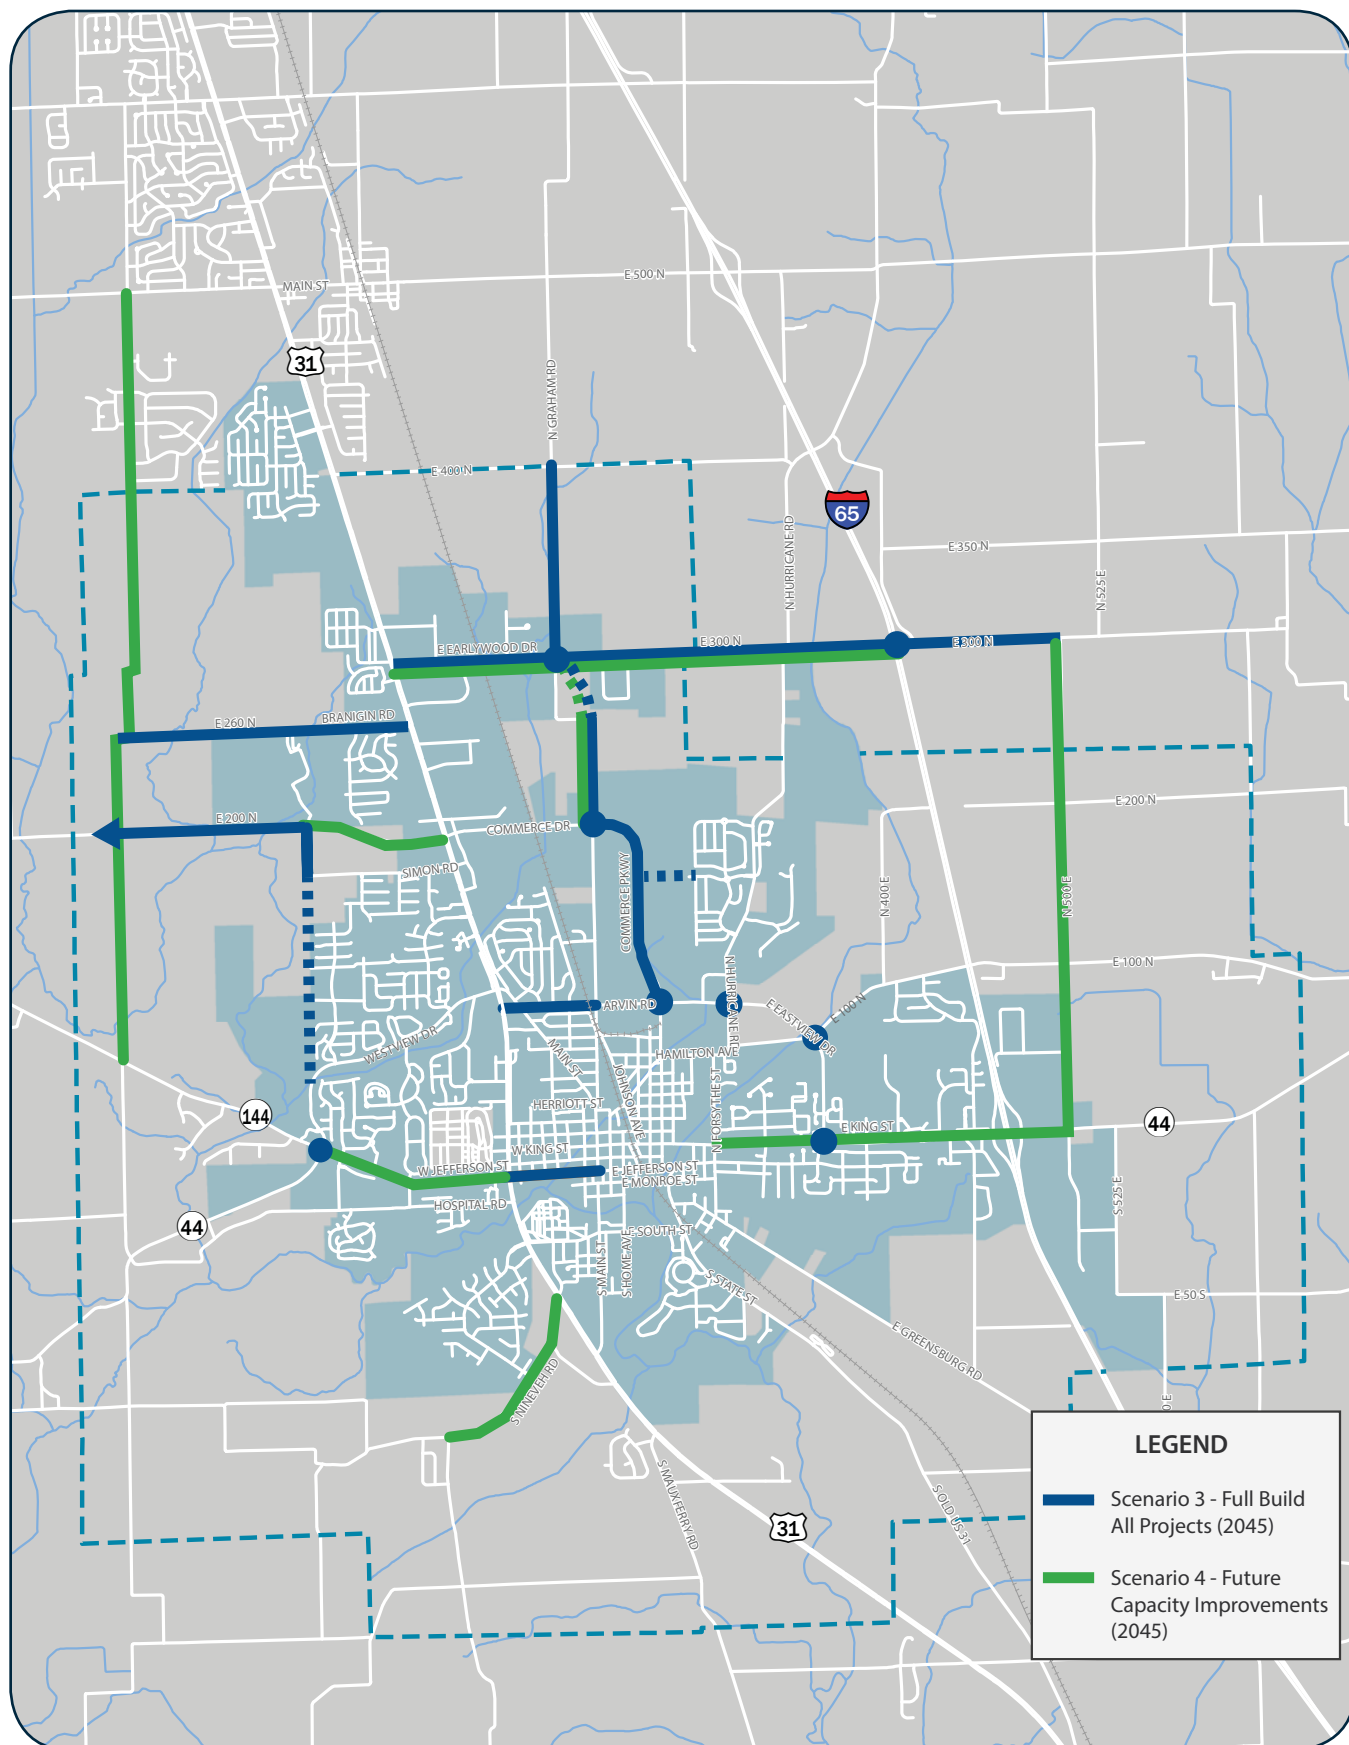 MAIN ST
E 500 N
31
N GRAHAM RD
E 400 N
65
N HURRICANE RD
E 350 N
N 525 E
E EARLYWOOD DR
E 300 N
E 300 N
E 260 N
BRANIGIN RD
E 200 N
E 200 N
COMMERCE DR
SIMON RD
COMMERCE PKWY
N 400 E
N 500 E
E 100 N
N HURRICANE RD
ARVIN RD
E EASTVIEW DR
E 100 N
WESTVIEW DR
MAIN ST
HAMILTON AVE
JOHNSON AVE
N FORSYTHE ST
HERRIOTT ST
144
44
E KING ST
W KING ST
W JEFFERSON ST
E JEFFERSON ST
E MONROE ST
HOSPITAL RD
S 525 E
44
E SOUTH ST
S MAIN ST
S HOME AVE
S STATE ST
E 50 S
E GREENSBURG RD
S NINEVEH RD
0 E
S MAUXFERRY RD
S OLD US 31
31
LEGEND
Scenario 3 - Full Build
All Projects (2045)
Scenario 4 - Future
Capacity Improvements
(2045)